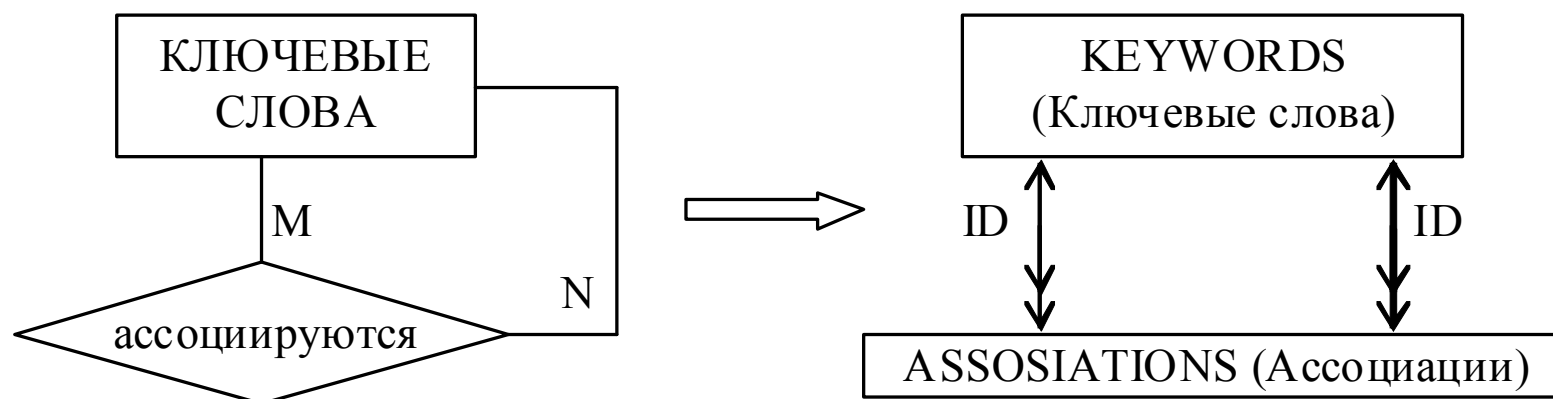 КЛЮЧЕВЫЕ
СЛОВА
M
N
ассоциируются
KEYWORDS
(Ключевые слова)
ID
ID
ASSOSIATIONS (Ассоциации)